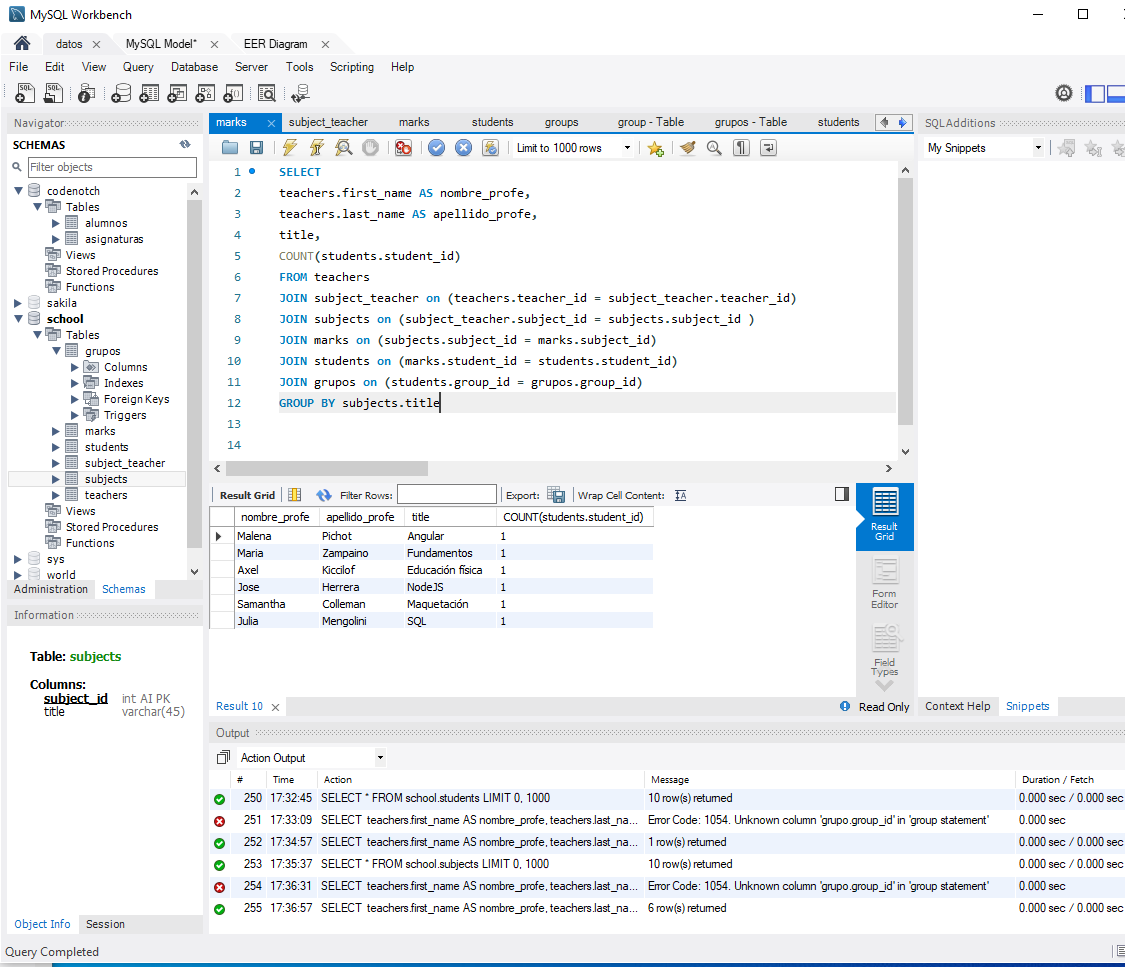 MySQL Workbench
datos
MySQL Model*
EER Diagram
File Edit View Query Database Server Tools Scripting Help
Navigator
SCHEMAS
Filter objects
codenotch
Tables
alumnos
asignaturas
Views
Stored Procedures
Functions
sakila
school
Tables
grupos
Columns
Indexes
Foreign Keys
Triggers
marks
students
subject_teacher
subjects
teachers
Views
Stored Procedures
Functions
sys
world
Administration Schemas
Information
Table: subjects
Columns:
subject_id int AI PK
title varchar(45)
Object Info Session
marks subject_teacher marks students groups group - Table grupos - Table students
Limit to 1000 rows
1 SELECT
2 teachers.first_name AS nombre_profe,
3 teachers.last_name AS apellido_profe,
4 title,
5 COUNT(students.student_id)
6 FROM teachers
7 JOIN subject_teacher on (teachers.teacher_id = subject_teacher.teacher_id)
8 JOIN subjects on (subject_teacher.subject_id = subjects.subject_id )
9 JOIN marks on (subjects.subject_id = marks.subject_id)
10 JOIN students on (marks.student_id = students.student_id)
11 JOIN grupos on (students.group_id = grupos.group_id)
12 GROUP BY subjects.title
13
14
Result Grid Filter Rows: Export: Wrap Cell Content:
nombre_profe apellido_profe title COUNT(students.student_id)
Malena Pichot Angular 1
Maria Zampaino Fundamentos 1
Axel Kiccilof Educación física 1
Jose Herrera NodeJS 1
Samantha Colleman Maquetación 1
Julia Mengolini SQL 1
Result
Grid
Form
Editor
Field
Types
Result 10
Read Only
SQLAdditions
My Snippets
Context Help Snippets
Output
Action Output
# Time Action Message Duration / Fetch
250 17:32:45 SELECT * FROM school.students LIMIT 0, 1000 10 row(s) returned 0.000 sec / 0.000 sec
251 17:33:09 SELECT teachers.first_name AS nombre_profe, teachers.last_na... Error Code: 1054. Unknown column 'grupo.group_id' in 'group statement' 0.000 sec
252 17:34:57 SELECT teachers.first_name AS nombre_profe, teachers.last_na... 1 row(s) returned 0.000 sec / 0.000 sec
253 17:35:37 SELECT * FROM school.subjects LIMIT 0, 1000 10 row(s) returned 0.000 sec / 0.000 sec
254 17:36:31 SELECT teachers.first_name AS nombre_profe, teachers.last_na... Error Code: 1054. Unknown column 'grupo.group_id' in 'group statement' 0.000 sec
255 17:36:57 SELECT teachers.first_name AS nombre_profe, teachers.last_na... 6 row(s) returned 0.000 sec / 0.000 sec
Query Completed